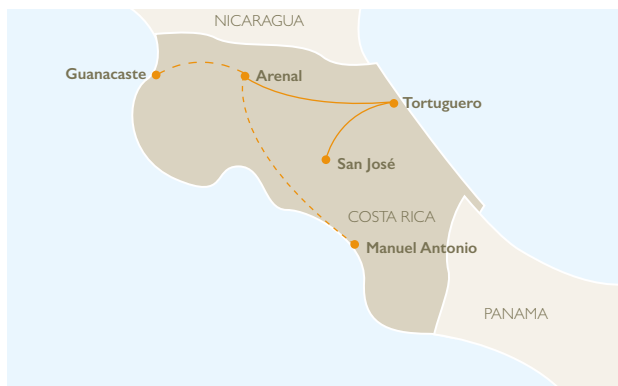 NICARAGUA
Guanacaste
Arenal
Tortuguero
San José
COSTA RICA
Manuel Antonio
PANAMA